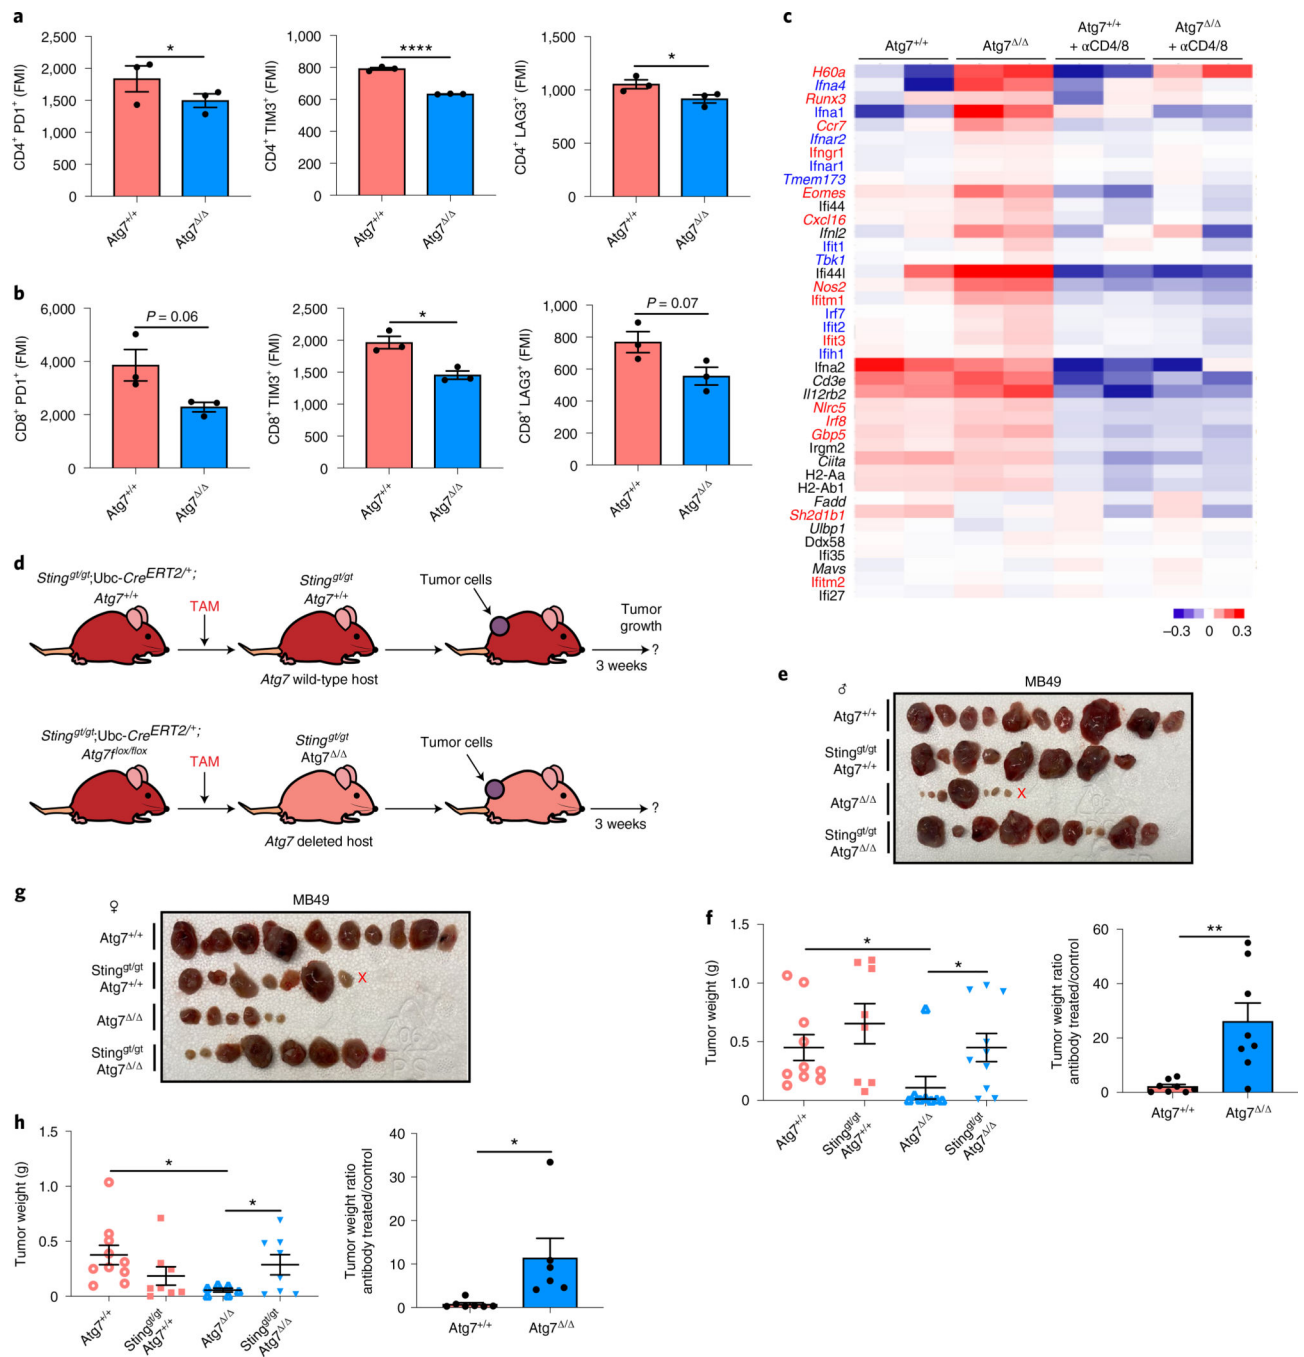 a
CD4+ PD1+ (FMI)
2,500
2,000
1,500
1,000
500
0
*
Atg7+/+
Atg7Δ/Δ
CD4+ TIM3+ (FMI)
1,000
800
600
400
200
0
****
Atg7+/+
Atg7Δ/Δ
CD4+ LAG3+ (FMI)
1,500
1,000
500
0
*
Atg7+/+
Atg7Δ/Δ
b
CD8+ PD1+ (FMI)
6,000
4,000
2,000
0
P = 0.06
Atg7+/+
Atg7Δ/Δ
CD8+ TIM3+ (FMI)
2,500
2,000
1,500
1,000
500
0
*
Atg7+/+
Atg7Δ/Δ
CD8+ LAG3+ (FMI)
1,000
800
600
400
200
0
P = 0.07
Atg7+/+
Atg7Δ/Δ
c
Atg7+/+
Atg7Δ/Δ
Atg7+/+
+ αCD4/8
Atg7Δ/Δ
+ αCD4/8
H60a
Ifna4
Runx3
Ifna1
Ccr7
Ifnar2
Ifngr1
Ifnar1
Tmem173
Eomes
Ifi44
Cxcl16
Ifnl2
Ifit1
Tbk1
Ifi44l
Nos2
Ifitm1
Irf7
Ifit2
Ifit3
Ifih1
Ifna2
Cd3e
Il12rb2
Nlrc5
Irf8
Gbp5
Irgm2
Ciita
H2-Aa
H2-Ab1
Fadd
Sh2d1b1
Ulbp1
Ddx58
Ifi35
Mavs
Ifitm2
Ifi27
−0.3 0 0.3
d
Stinggt/gt;Ubc-CreERT2/+;
Atg7+/+
TAM
Stinggt/gt
Atg7+/+
Tumor cells
Tumor
growth
?
3 weeks
Atg7 wild-type host
Stinggt/gt;Ubc-CreERT2/+;
Atg7flox/flox
TAM
Stinggt/gt
Atg7Δ/Δ
Tumor cells
?
3 weeks
Atg7 deleted host
e
♂
MB49
Atg7+/+
Stinggt/gt
Atg7+/+
Atg7Δ/Δ
X
Stinggt/gt
Atg7Δ/Δ
g
♀
MB49
Atg7+/+
Stinggt/gt
Atg7+/+
X
Atg7Δ/Δ
Stinggt/gt
Atg7Δ/Δ
f
Tumor weight (g)
1.5
1.0
0.5
0
*
*
Atg7+/+
Stinggt/gt
Atg7+/+
Atg7Δ/Δ
Stinggt/gt
Atg7Δ/Δ
Tumor weight ratio
antibody treated/control
60
40
20
0
**
Atg7+/+
Atg7Δ/Δ
h
Tumor weight (g)
1.5
1.0
0.5
0
*
*
Atg7+/+
Stinggt/gt
Atg7+/+
Atg7Δ/Δ
Stinggt/gt
Atg7Δ/Δ
Tumor weight ratio
antibody treated/control
40
30
20
10
0
*
Atg7+/+
Atg7Δ/Δ